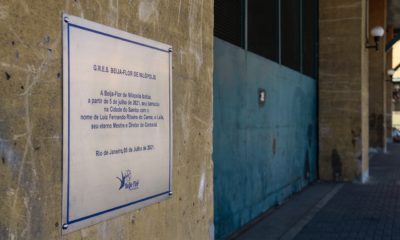 G.R.E.S. BEIJA-FLOR DE NILÓPOLIS
A Beija-Flor de Nilópolis batiza
a partir de 5 de julho de 2021, seu barracão
na Cidade do Samba com o
nome de Luiz Fernando Ribeiro do Carmo, o Laíla,
seu eterno Mestre e Diretor de Carnaval.
Rio de Janeiro, 05 de Julho de 2021.
Beija-Flor